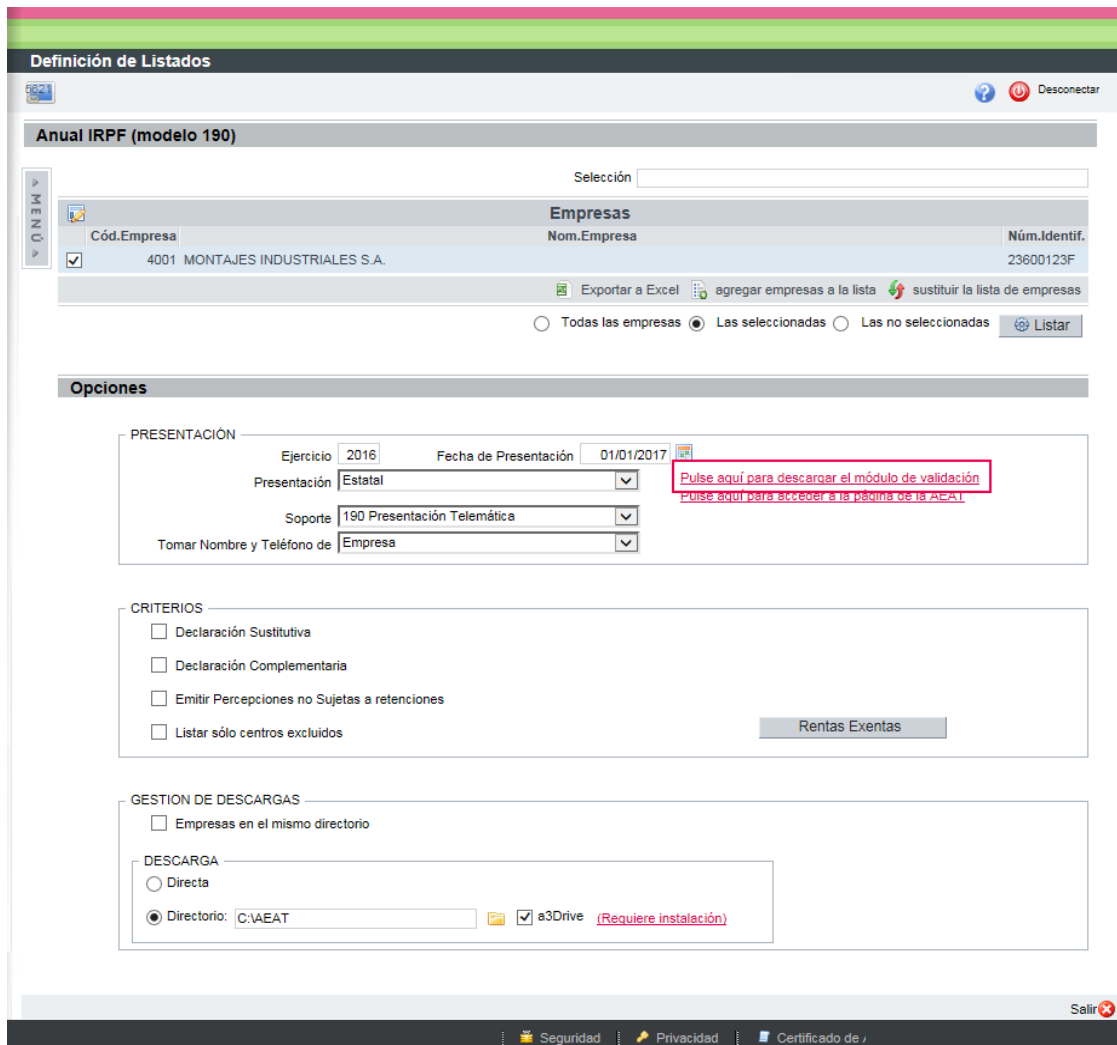 Definición de Listados
5621
Desconectar
Anual IRPF (modelo 190)
MENÚ
Selección
Empresas
Cód.Empresa Nom.Empresa Núm.Identif.
4001 MONTAJES INDUSTRIALES S.A. 23600123F
Exportar a Excel agregar empresas a la lista sustituir la lista de empresas
Todas las empresas Las seleccionadas Las no seleccionadas Listar
Opciones
PRESENTACIÓN
Ejercicio 2016 Fecha de Presentación 01/01/2017
Presentación Estatal Pulse aquí para descargar el módulo de validación
Pulse aquí para acceder a la página de la AEAT
Soporte 190 Presentación Telemática
Tomar Nombre y Teléfono de Empresa
CRITERIOS
Declaración Sustitutiva
Declaración Complementaria
Emitir Percepciones no Sujetas a retenciones
Listar sólo centros excluidos Rentas Exentas
GESTION DE DESCARGAS
Empresas en el mismo directorio
DESCARGA
Directa
Directorio: C:\AEAT a3Drive (Requiere instalación)
Salir
Seguridad Privacidad Certificado de